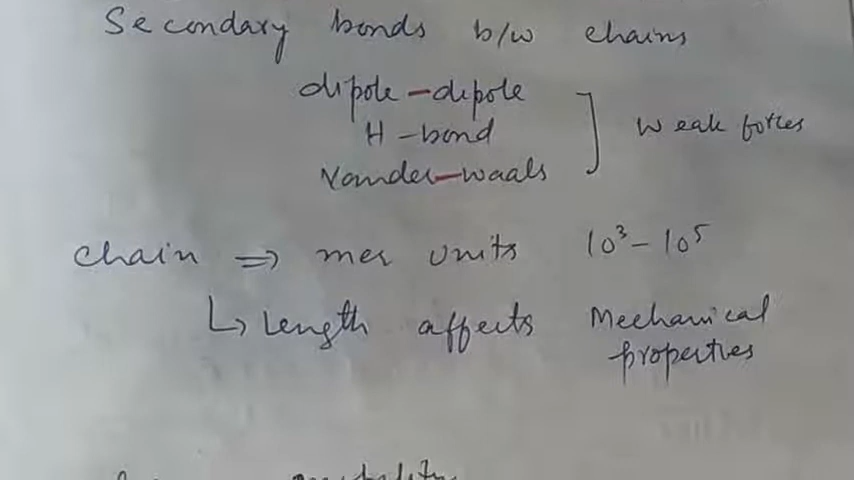 Secondary bonds b/w chains
dipole-dipole
H-bond
Vander-waals
] Weak forces
chain ⇒ mer units 10³-10⁵
↳ Length affects Mechanical
properties